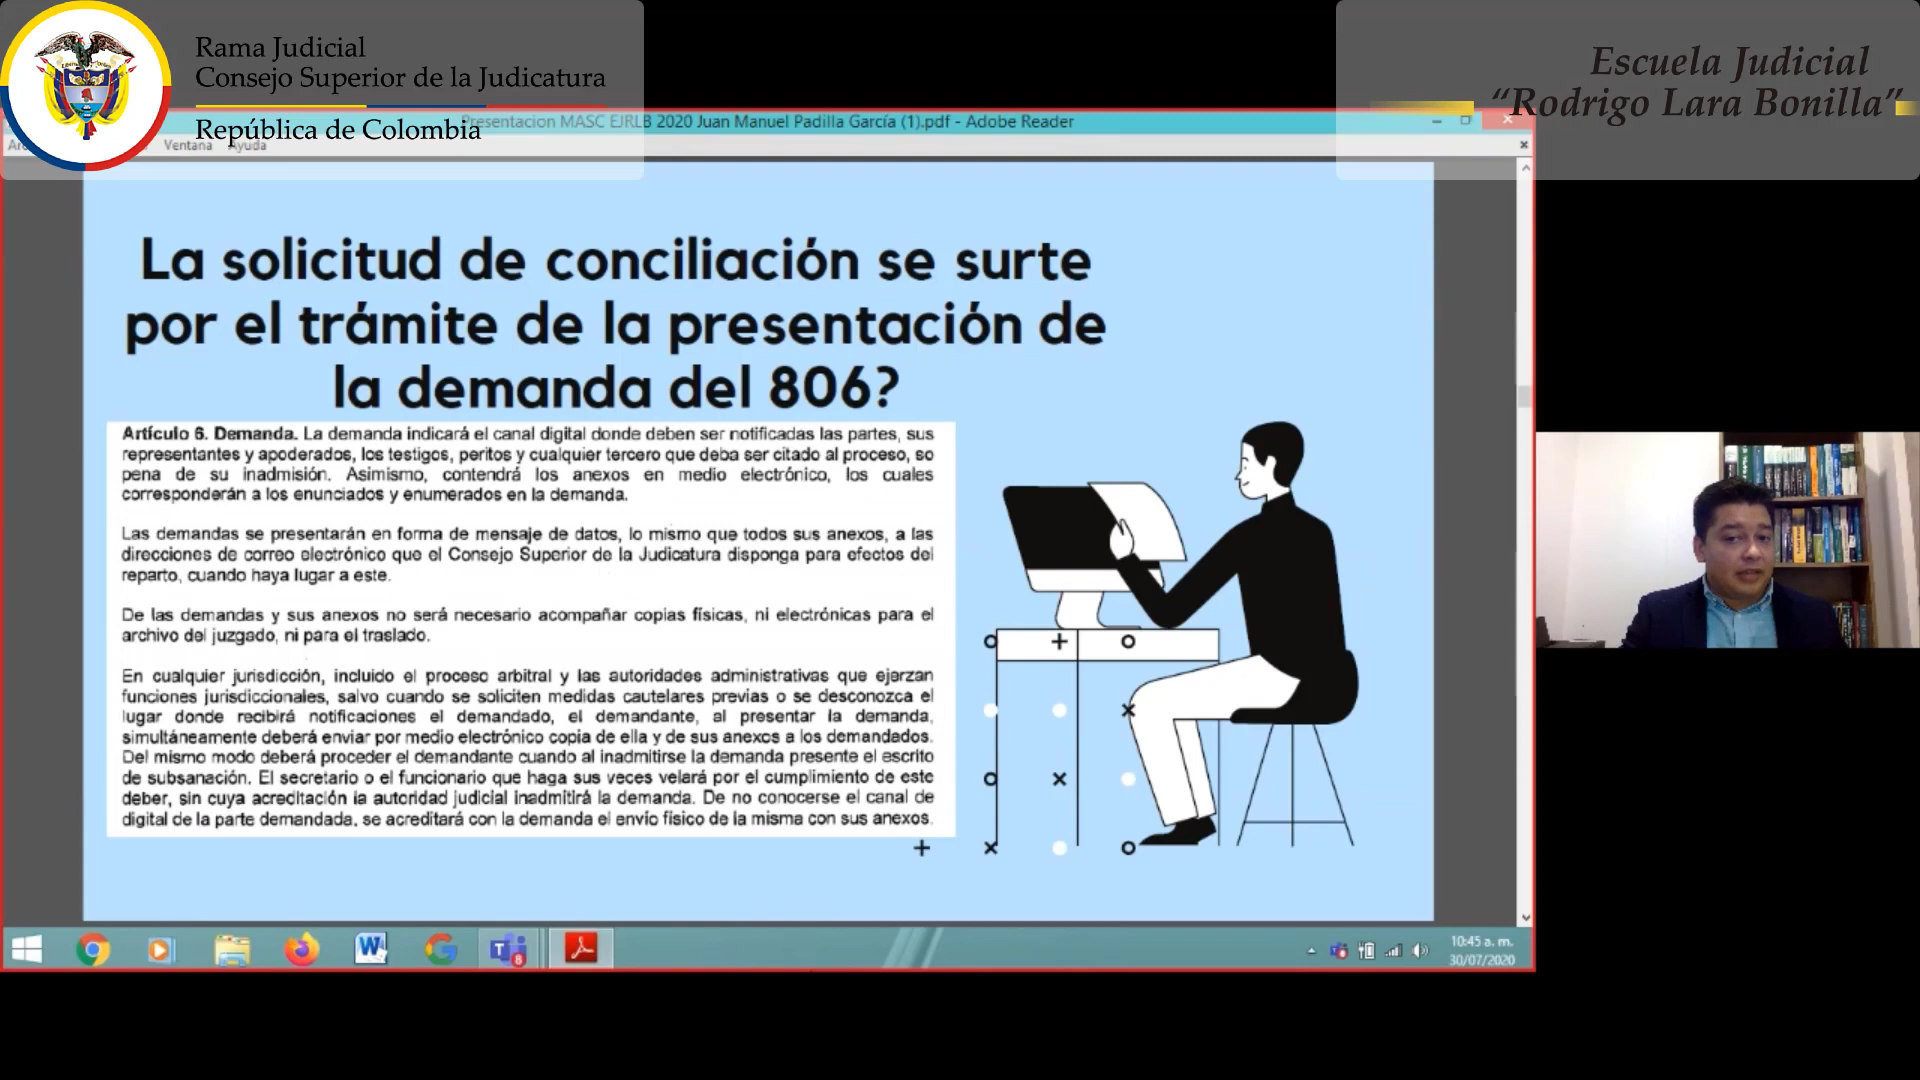 Rama Judicial
Consejo Superior de la Judicatura
República de Colombia
Escuela Judicial
“Rodrigo Lara Bonilla”
Presentacion MASC EJRLB 2020 Juan Manuel Padilla García (1).pdf - Adobe Reader
Ventana Ayuda
La solicitud de conciliación se surte
por el trámite de la presentación de
la demanda del 806?
Artículo 6. Demanda. La demanda indicará el canal digital donde deben ser notificadas las partes, sus
representantes y apoderados, los testigos, peritos y cualquier tercero que deba ser citado al proceso, so
pena de su inadmisión. Asimismo, contendrá los anexos en medio electrónico, los cuales
corresponderán a los enunciados y enumerados en la demanda.
Las demandas se presentarán en forma de mensaje de datos, lo mismo que todos sus anexos, a las
direcciones de correo electrónico que el Consejo Superior de la Judicatura disponga para efectos del
reparto, cuando haya lugar a este.
De las demandas y sus anexos no será necesario acompañar copias físicas, ni electrónicas para el
archivo del juzgado, ni para el traslado.
En cualquier jurisdicción, incluido el proceso arbitral y las autoridades administrativas que ejerzan
funciones jurisdiccionales, salvo cuando se soliciten medidas cautelares previas o se desconozca el
lugar donde recibirá notificaciones el demandado, el demandante, al presentar la demanda,
simultáneamente deberá enviar por medio electrónico copia de ella y de sus anexos a los demandados.
Del mismo modo deberá proceder el demandante cuando al inadmitirse la demanda presente el escrito
de subsanación. El secretario o el funcionario que haga sus veces velará por el cumplimiento de este
deber, sin cuya acreditación la autoridad judicial inadmitirá la demanda. De no conocerse el canal de
digital de la parte demandada, se acreditará con la demanda el envío físico de la misma con sus anexos.
10:45 a. m.
30/07/2020